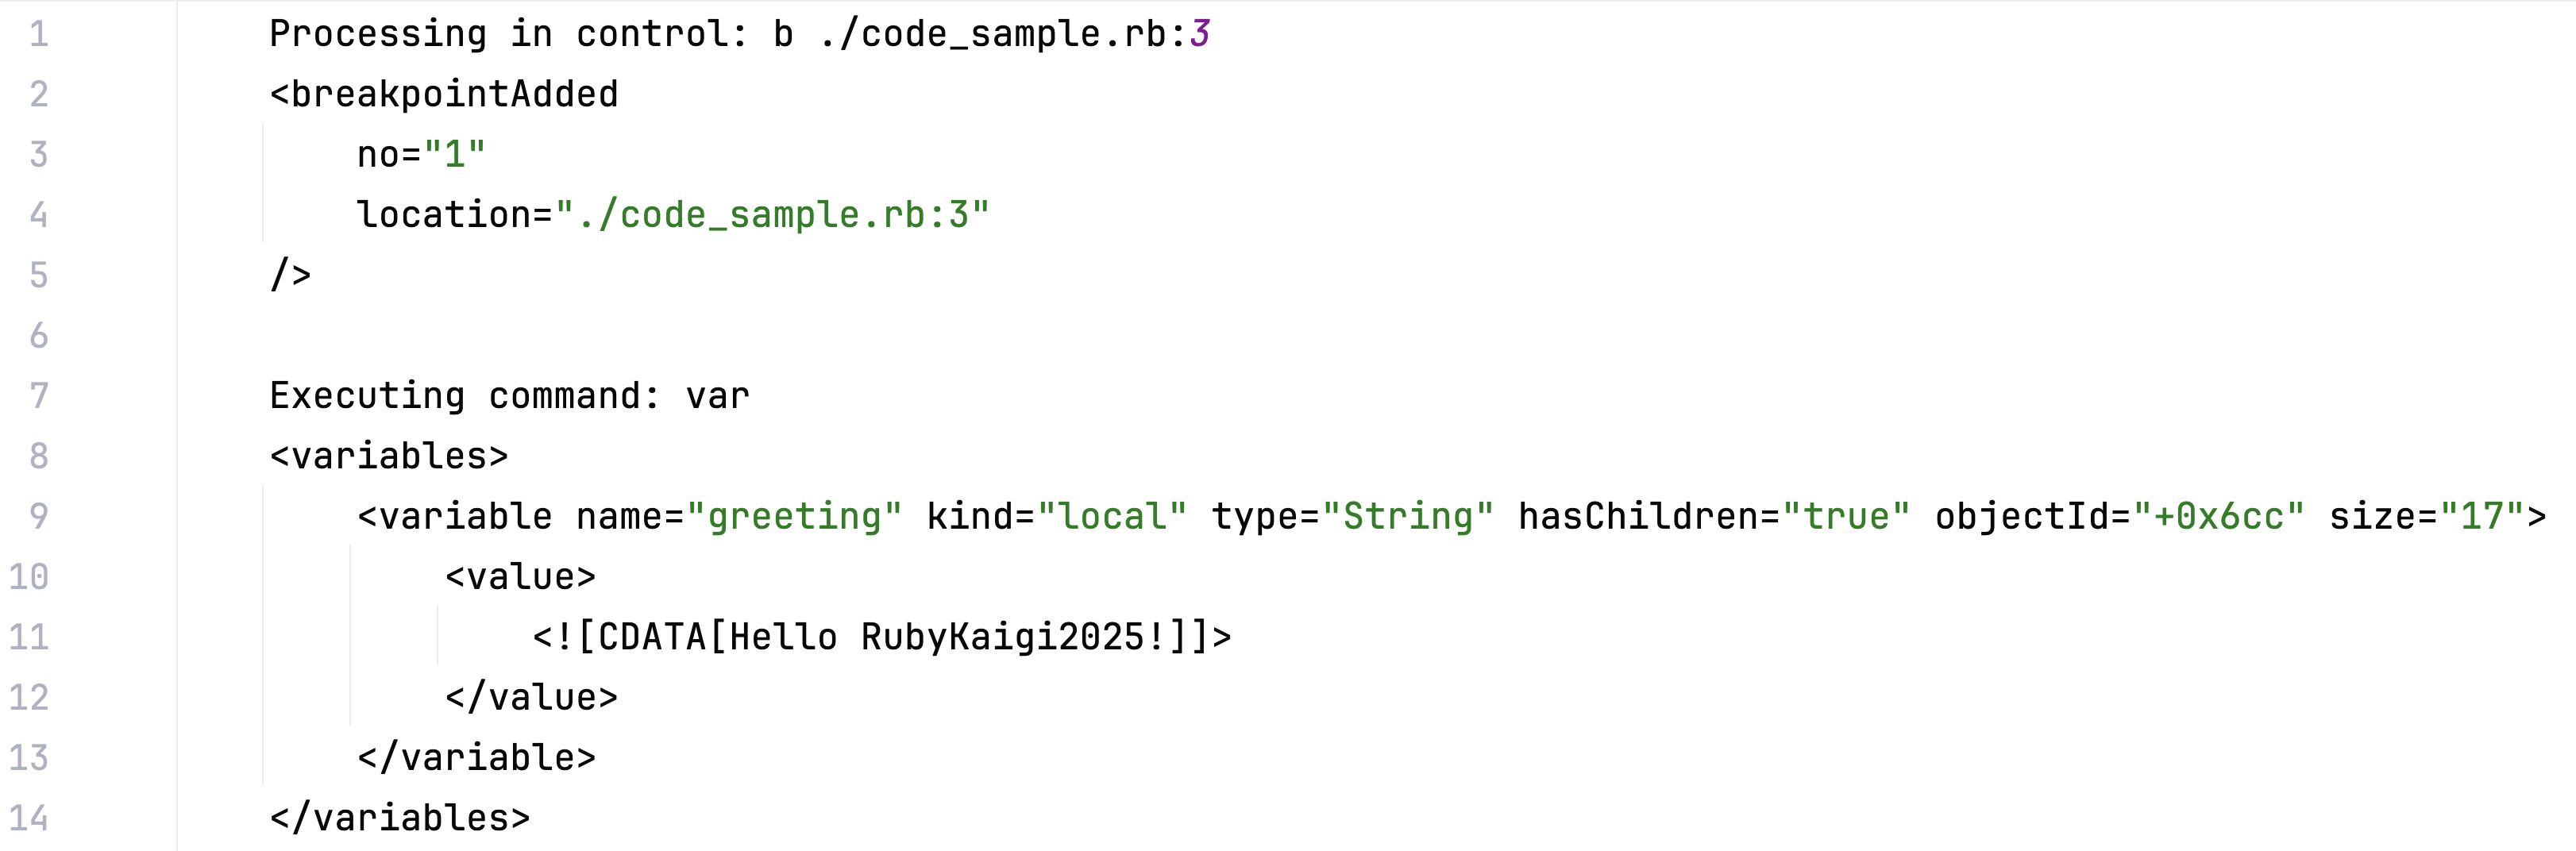 1 Processing in control: b ./code_sample.rb:3
2 <breakpointAdded
3     no="1"
4     location="./code_sample.rb:3"
5 />
6
7 Executing command: var
8 <variables>
9     <variable name="greeting" kind="local" type="String" hasChildren="true" objectId="+0x6cc" size="17">
10         <value>
11             <![CDATA[Hello RubyKaigi2025!]]>
12         </value>
13     </variable>
14 </variables>